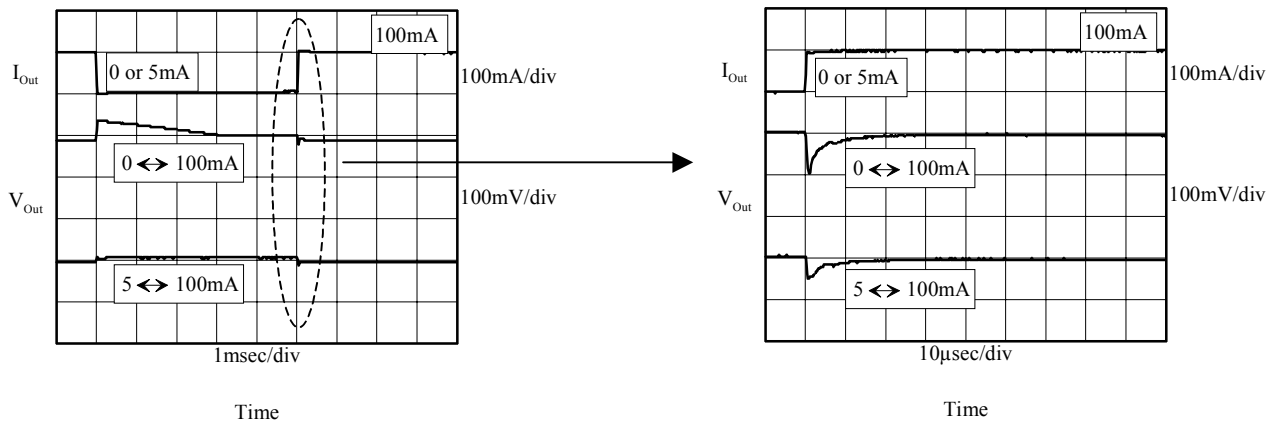 100mA
I_Out
0 or 5mA
100mA/div
0 ↔ 100mA
V_Out
100mV/div
5 ↔ 100mA
1msec/div
Time
100mA
I_Out
0 or 5mA
100mA/div
0 ↔ 100mA
V_Out
100mV/div
5 ↔ 100mA
10µsec/div
Time